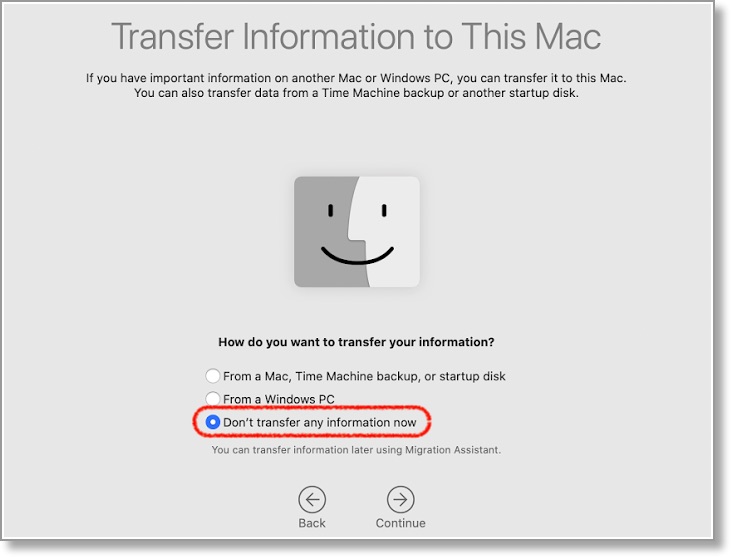 Transfer Information to This Mac
If you have important information on another Mac or Windows PC, you can transfer it to this Mac.
You can also transfer data from a Time Machine backup or another startup disk.
How do you want to transfer your information?
From a Mac, Time Machine backup, or startup disk
From a Windows PC
Don't transfer any information now
You can transfer information later using Migration Assistant.
Back
Continue